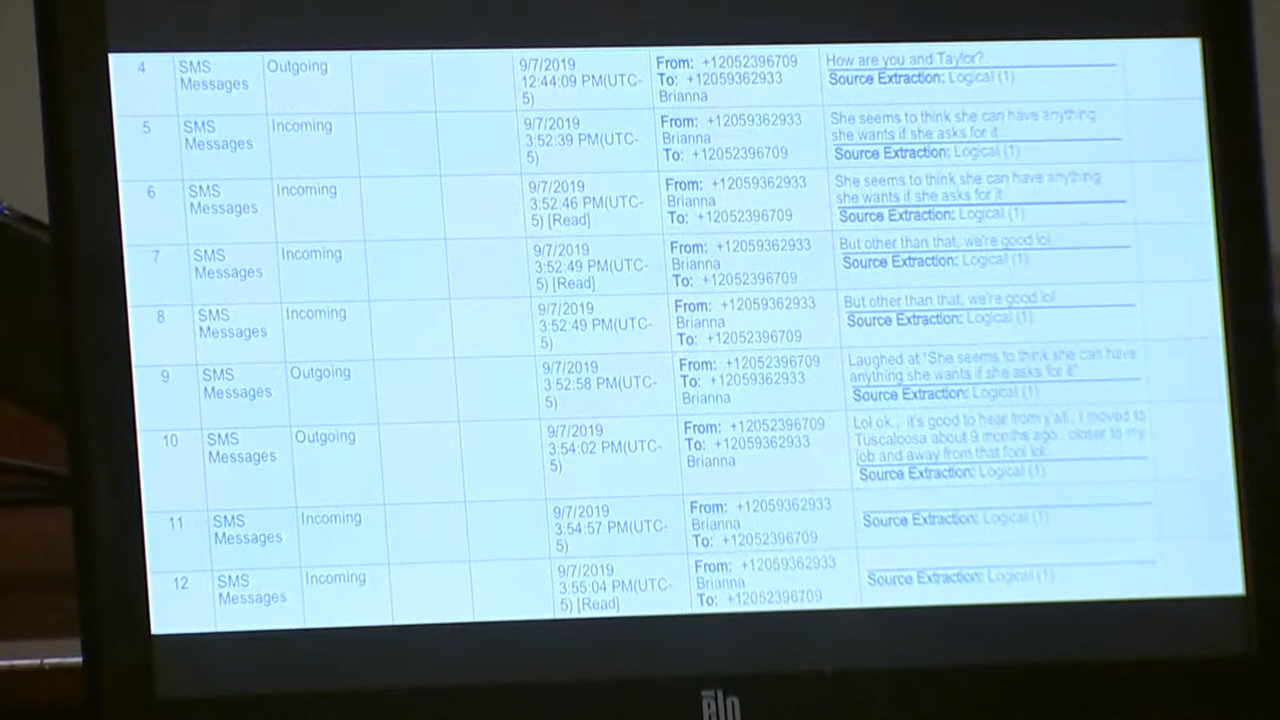 4 SMS Messages Outgoing 9/7/2019 12:44:09 PM(UTC-5) From: +12052396709 To: +12059362933 Brianna How are you and Taylor? Source Extraction: Logical (1)
5 SMS Messages Incoming 9/7/2019 3:52:39 PM(UTC-5) From: +12059362933 Brianna To: +12052396709 She seems to think she can have anything she wants if she asks for it Source Extraction: Logical (1)
6 SMS Messages Incoming 9/7/2019 3:52:46 PM(UTC-5) [Read] From: +12059362933 Brianna To: +12052396709 She seems to think she can have anything she wants if she asks for it Source Extraction: Logical (1)
7 SMS Messages Incoming 9/7/2019 3:52:49 PM(UTC-5) [Read] From: +12059362933 Brianna To: +12052396709 But other than that, we're good lol Source Extraction: Logical (1)
8 SMS Messages Incoming 9/7/2019 3:52:49 PM(UTC-5) From: +12059362933 Brianna To: +12052396709 But other than that, we're good lol Source Extraction: Logical (1)
9 SMS Messages Outgoing 9/7/2019 3:52:58 PM(UTC-5) From: +12052396709 To: +12059362933 Brianna Laughed at "She seems to think she can have anything she wants if she asks for it" Source Extraction: Logical (1)
10 SMS Messages Outgoing 9/7/2019 3:54:02 PM(UTC-5) From: +12052396709 To: +12059362933 Brianna Lol ok.. it's good to hear from y'all.. I moved to Tuscaloosa about 9 months ago.. closer to my job and away from that fool lol.. Source Extraction: Logical (1)
11 SMS Messages Incoming 9/7/2019 3:54:57 PM(UTC-5) From: +12059362933 Brianna To: +12052396709 Source Extraction: Logical (1)
12 SMS Messages Incoming 9/7/2019 3:55:04 PM(UTC-5) [Read] From: +12059362933 Brianna To: +12052396709 Source Extraction: Logical (1)
elo